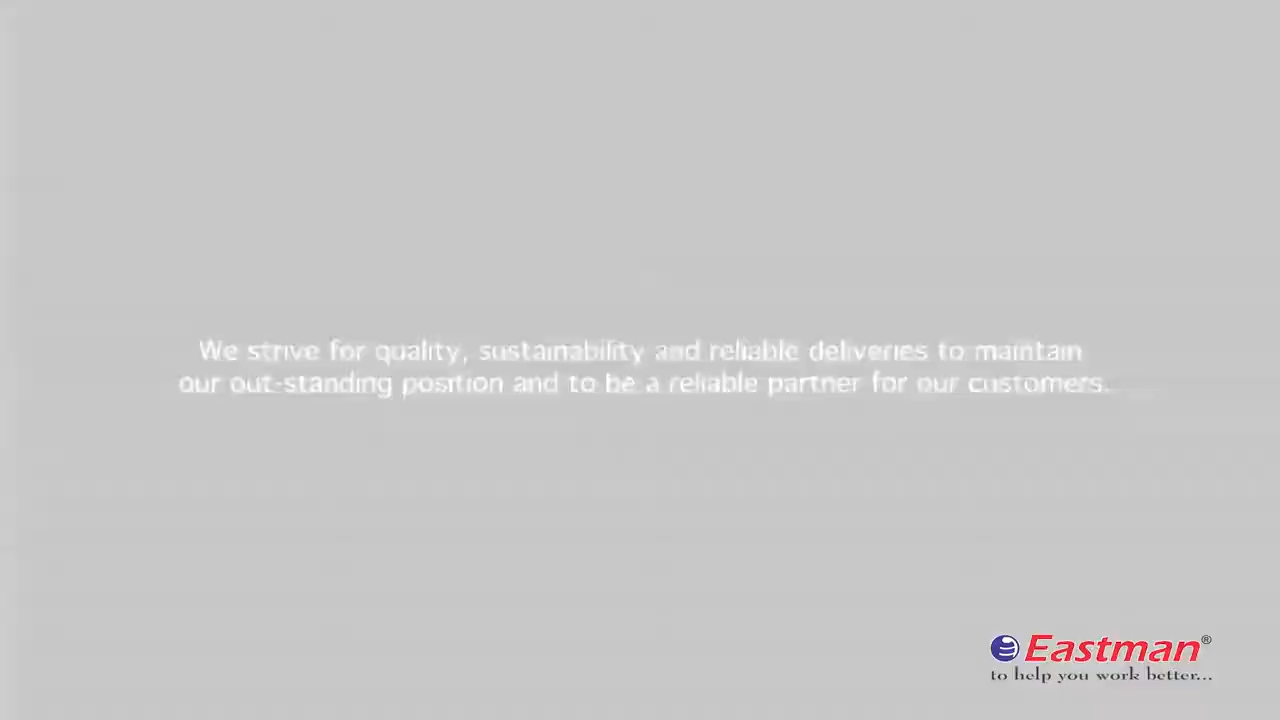 We strive for quality, sustainability and reliable deliveries to maintain
our out-standing position and to be a reliable partner for our customers.
Eastman®
to help you work better...